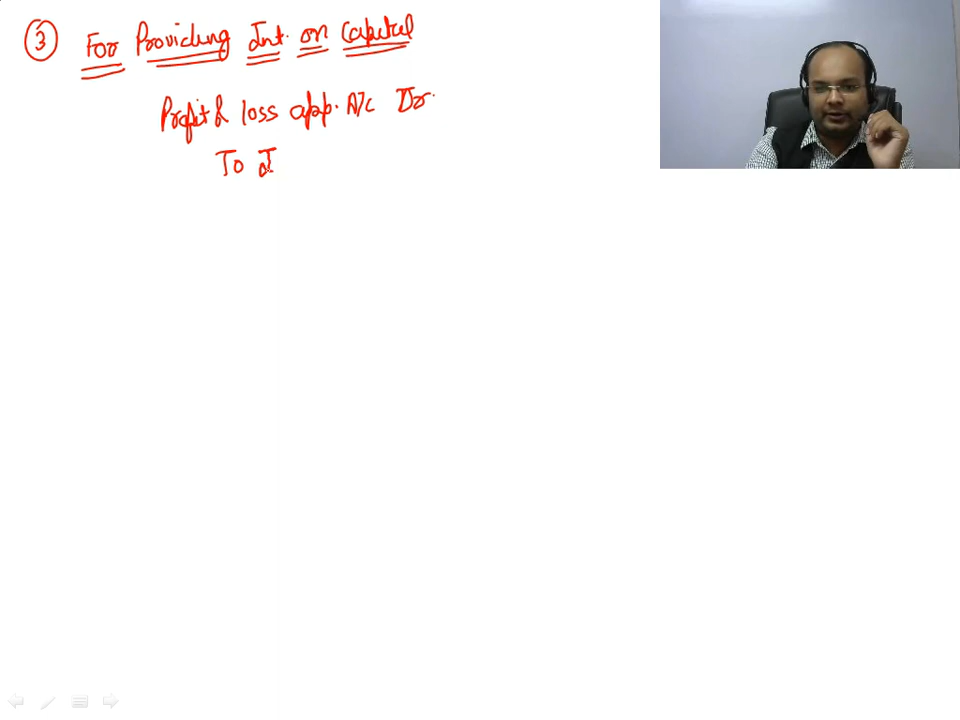 ③ For Providing Int. on Capital
Profit & loss app. A/c Dr.
To I